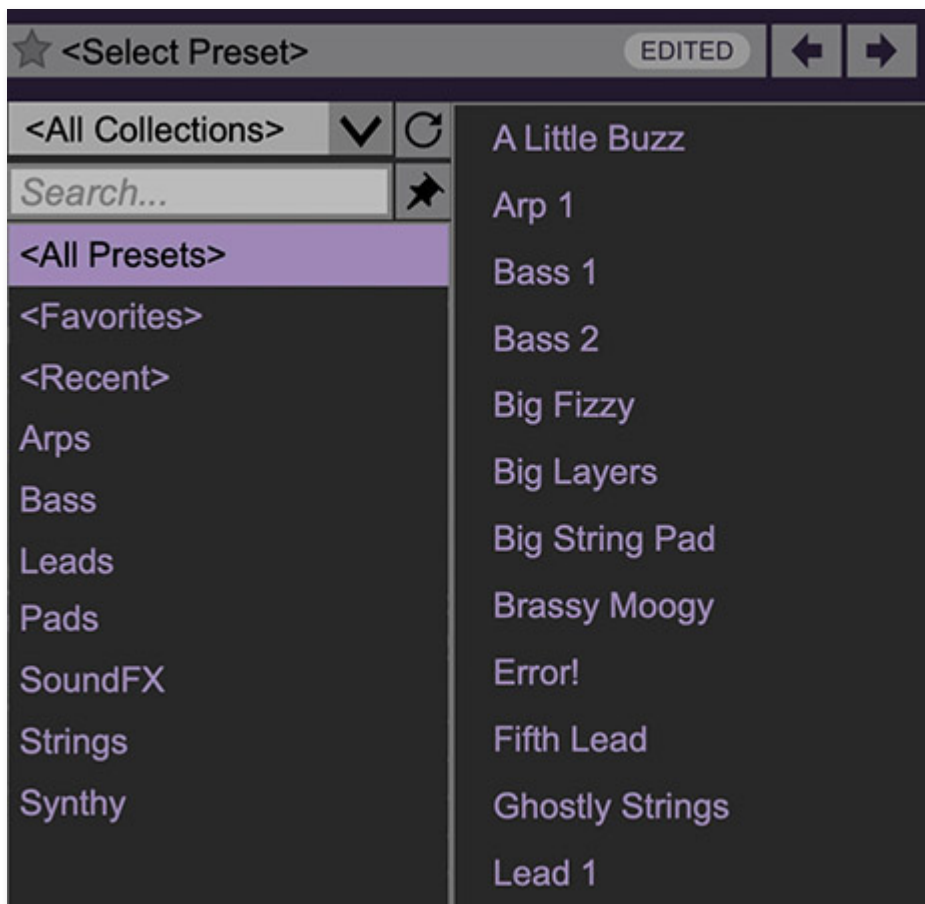 <Select Preset>
EDITED
<All Collections>
Search...
<All Presets>
<Favorites>
<Recent>
Arps
Bass
Leads
Pads
SoundFX
Strings
Synthy
A Little Buzz
Arp 1
Bass 1
Bass 2
Big Fizzy
Big Layers
Big String Pad
Brassy Moogy
Error!
Fifth Lead
Ghostly Strings
Lead 1